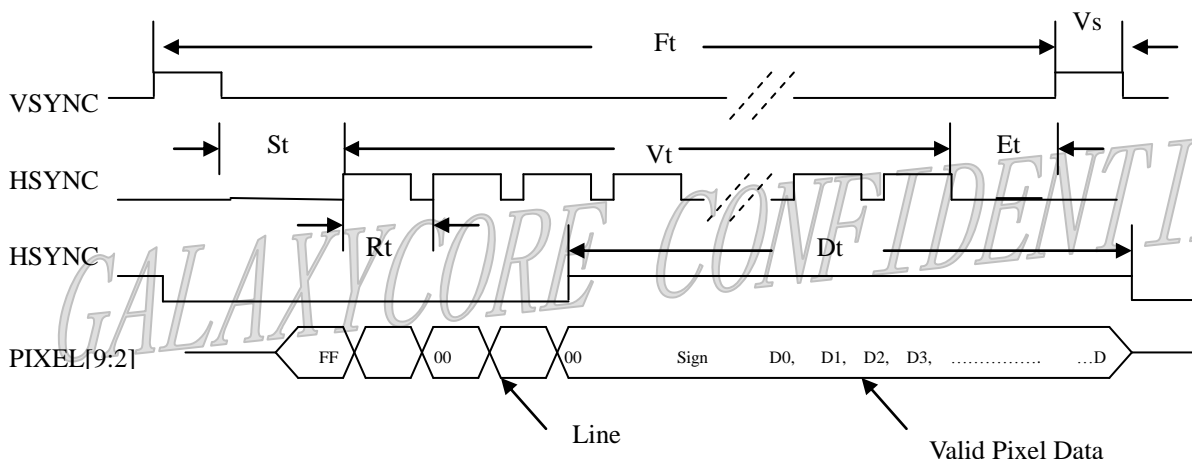 Vs
Ft
VSYNC
St
Vt
Et
HSYNC
Rt
HSYNC
Dt
GALAXYCORE CONFIDENTI
PIXEL[9:2]
FF 00 00 Sign D0, D1, D2, D3, ................ …D
Line
Valid Pixel Data